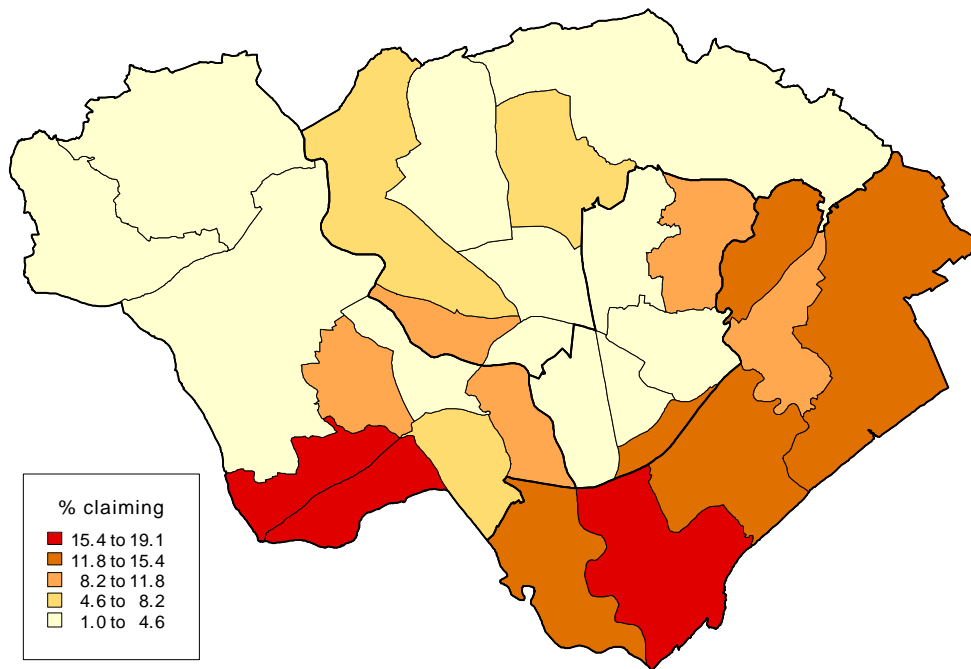 % claiming
15.4 to 19.1
11.8 to 15.4
8.2 to 11.8
4.6 to 8.2
1.0 to 4.6